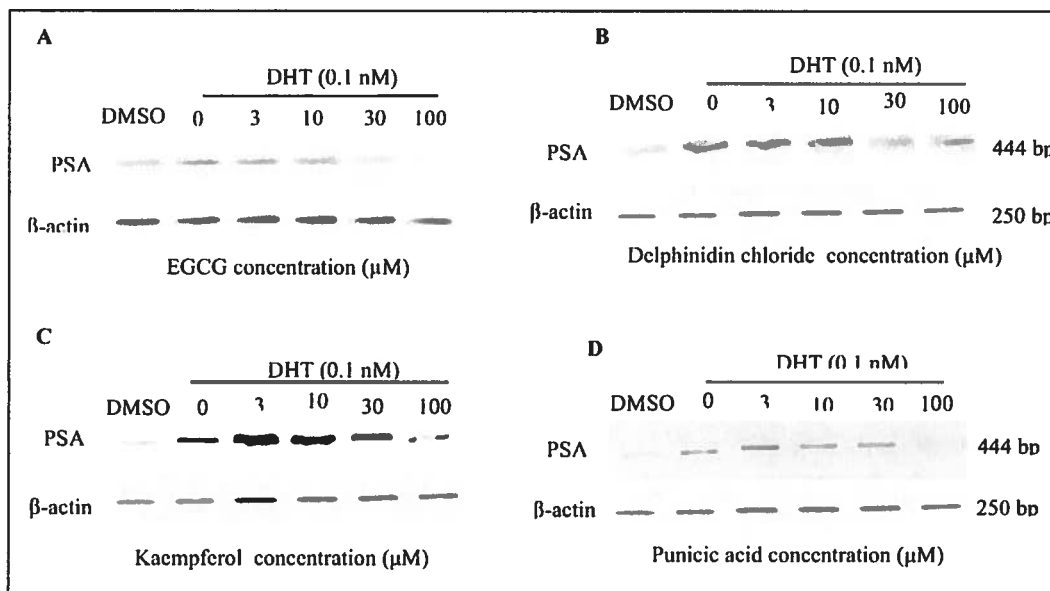 A
DHT (0.1 nM)
DMSO 0 3 10 30 100
PSA
β-actin
EGCG concentration (μM)
B
DHT (0.1 nM)
DMSO 0 3 10 30 100
PSA 444 bp
β-actin 250 bp
Delphinidin chloride concentration (μM)
C
DHT (0.1 nM)
DMSO 0 3 10 30 100
PSA
β-actin
Kaempferol concentration (μM)
D
DHT (0.1 nM)
DMSO 0 3 10 30 100
PSA 444 bp
β-actin 250 bp
Punicic acid concentration (μM)